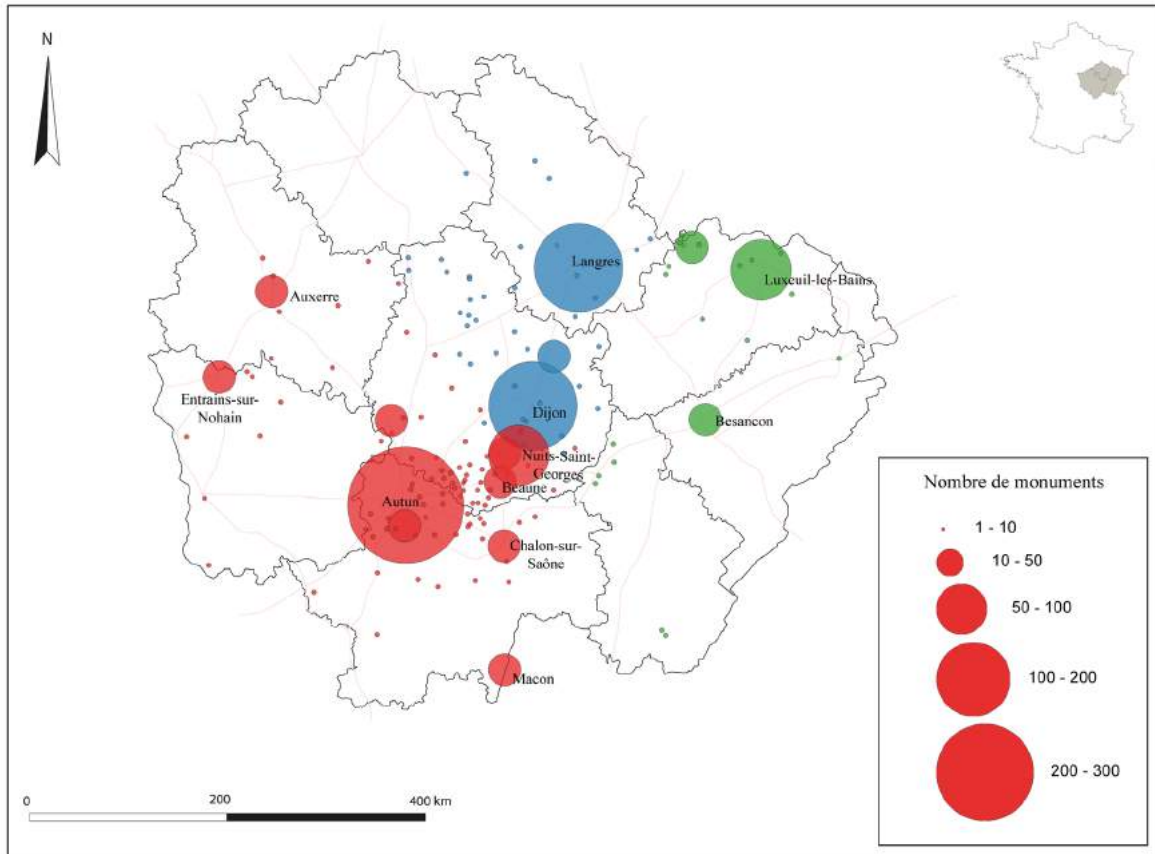 N
Langres
Luxeuil-les-Bains
Auxerre
Entrains-sur-
Nohain
Dijon
Besancon
Nuits-Saint-
Georges
Beaune
Autun
Chalon-sur-
Saône
Macon
Nombre de monuments
1 - 10
10 - 50
50 - 100
100 - 200
200 - 300
0
200
400 km